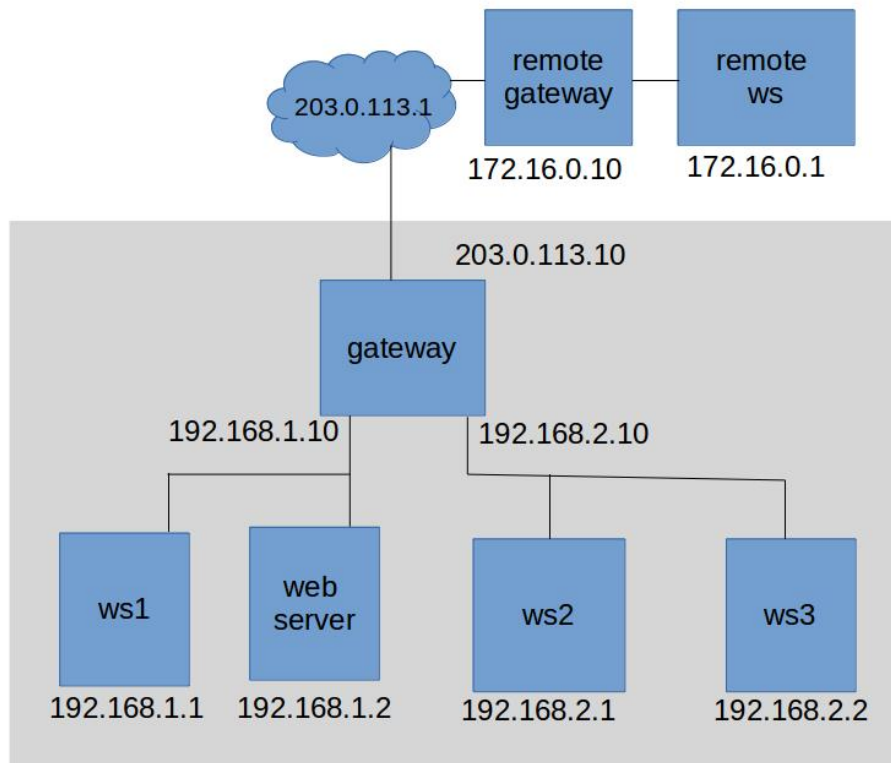 remote
gateway
remote
ws
203.0.113.1
172.16.0.10
172.16.0.1
203.0.113.10
gateway
192.168.1.10
192.168.2.10
ws1
web
server
ws2
ws3
192.168.1.1
192.168.1.2
192.168.2.1
192.168.2.2